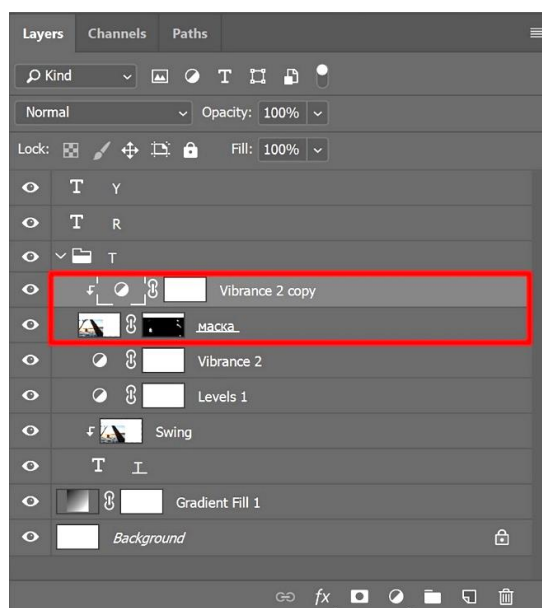 Layers Channels Paths
Kind
Normal Opacity: 100%
Lock: Fill: 100%
T Y
T R
T
Vibrance 2 copy
маска
Vibrance 2
Levels 1
Swing
T T
Gradient Fill 1
Background
fx